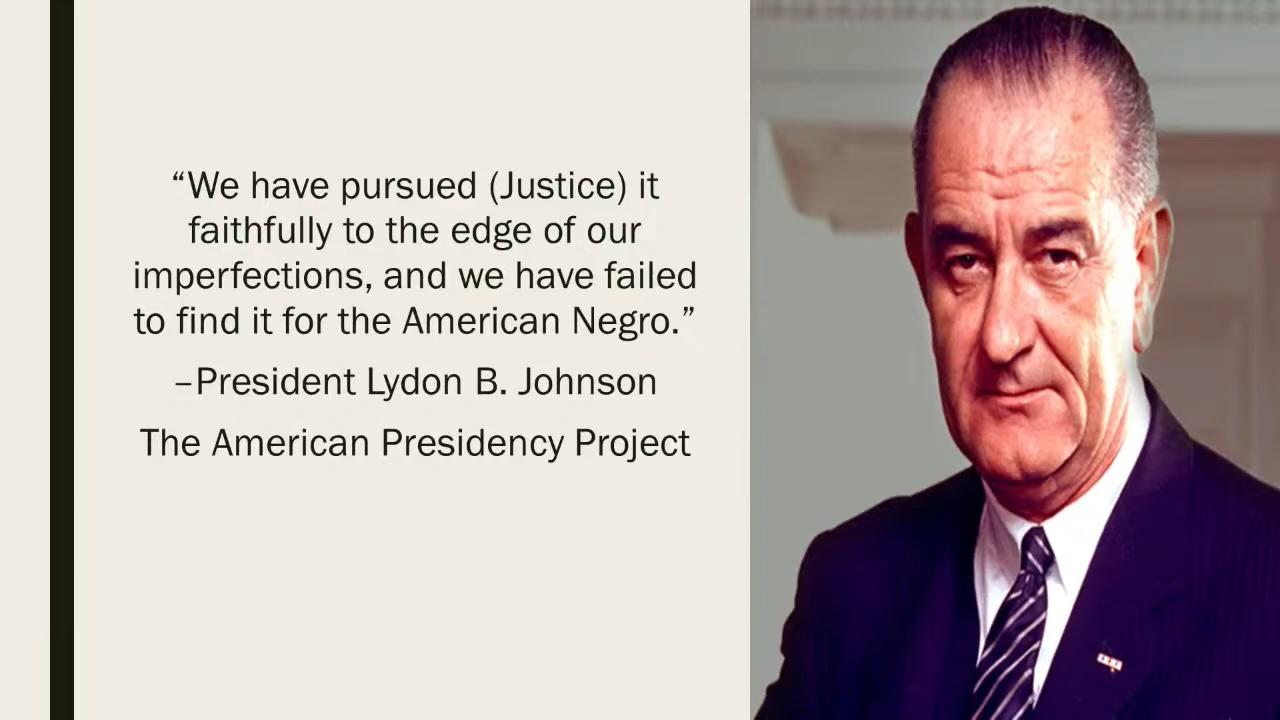 “We have pursued (Justice) it
faithfully to the edge of our
imperfections, and we have failed
to find it for the American Negro.”
–President Lydon B. Johnson
The American Presidency Project